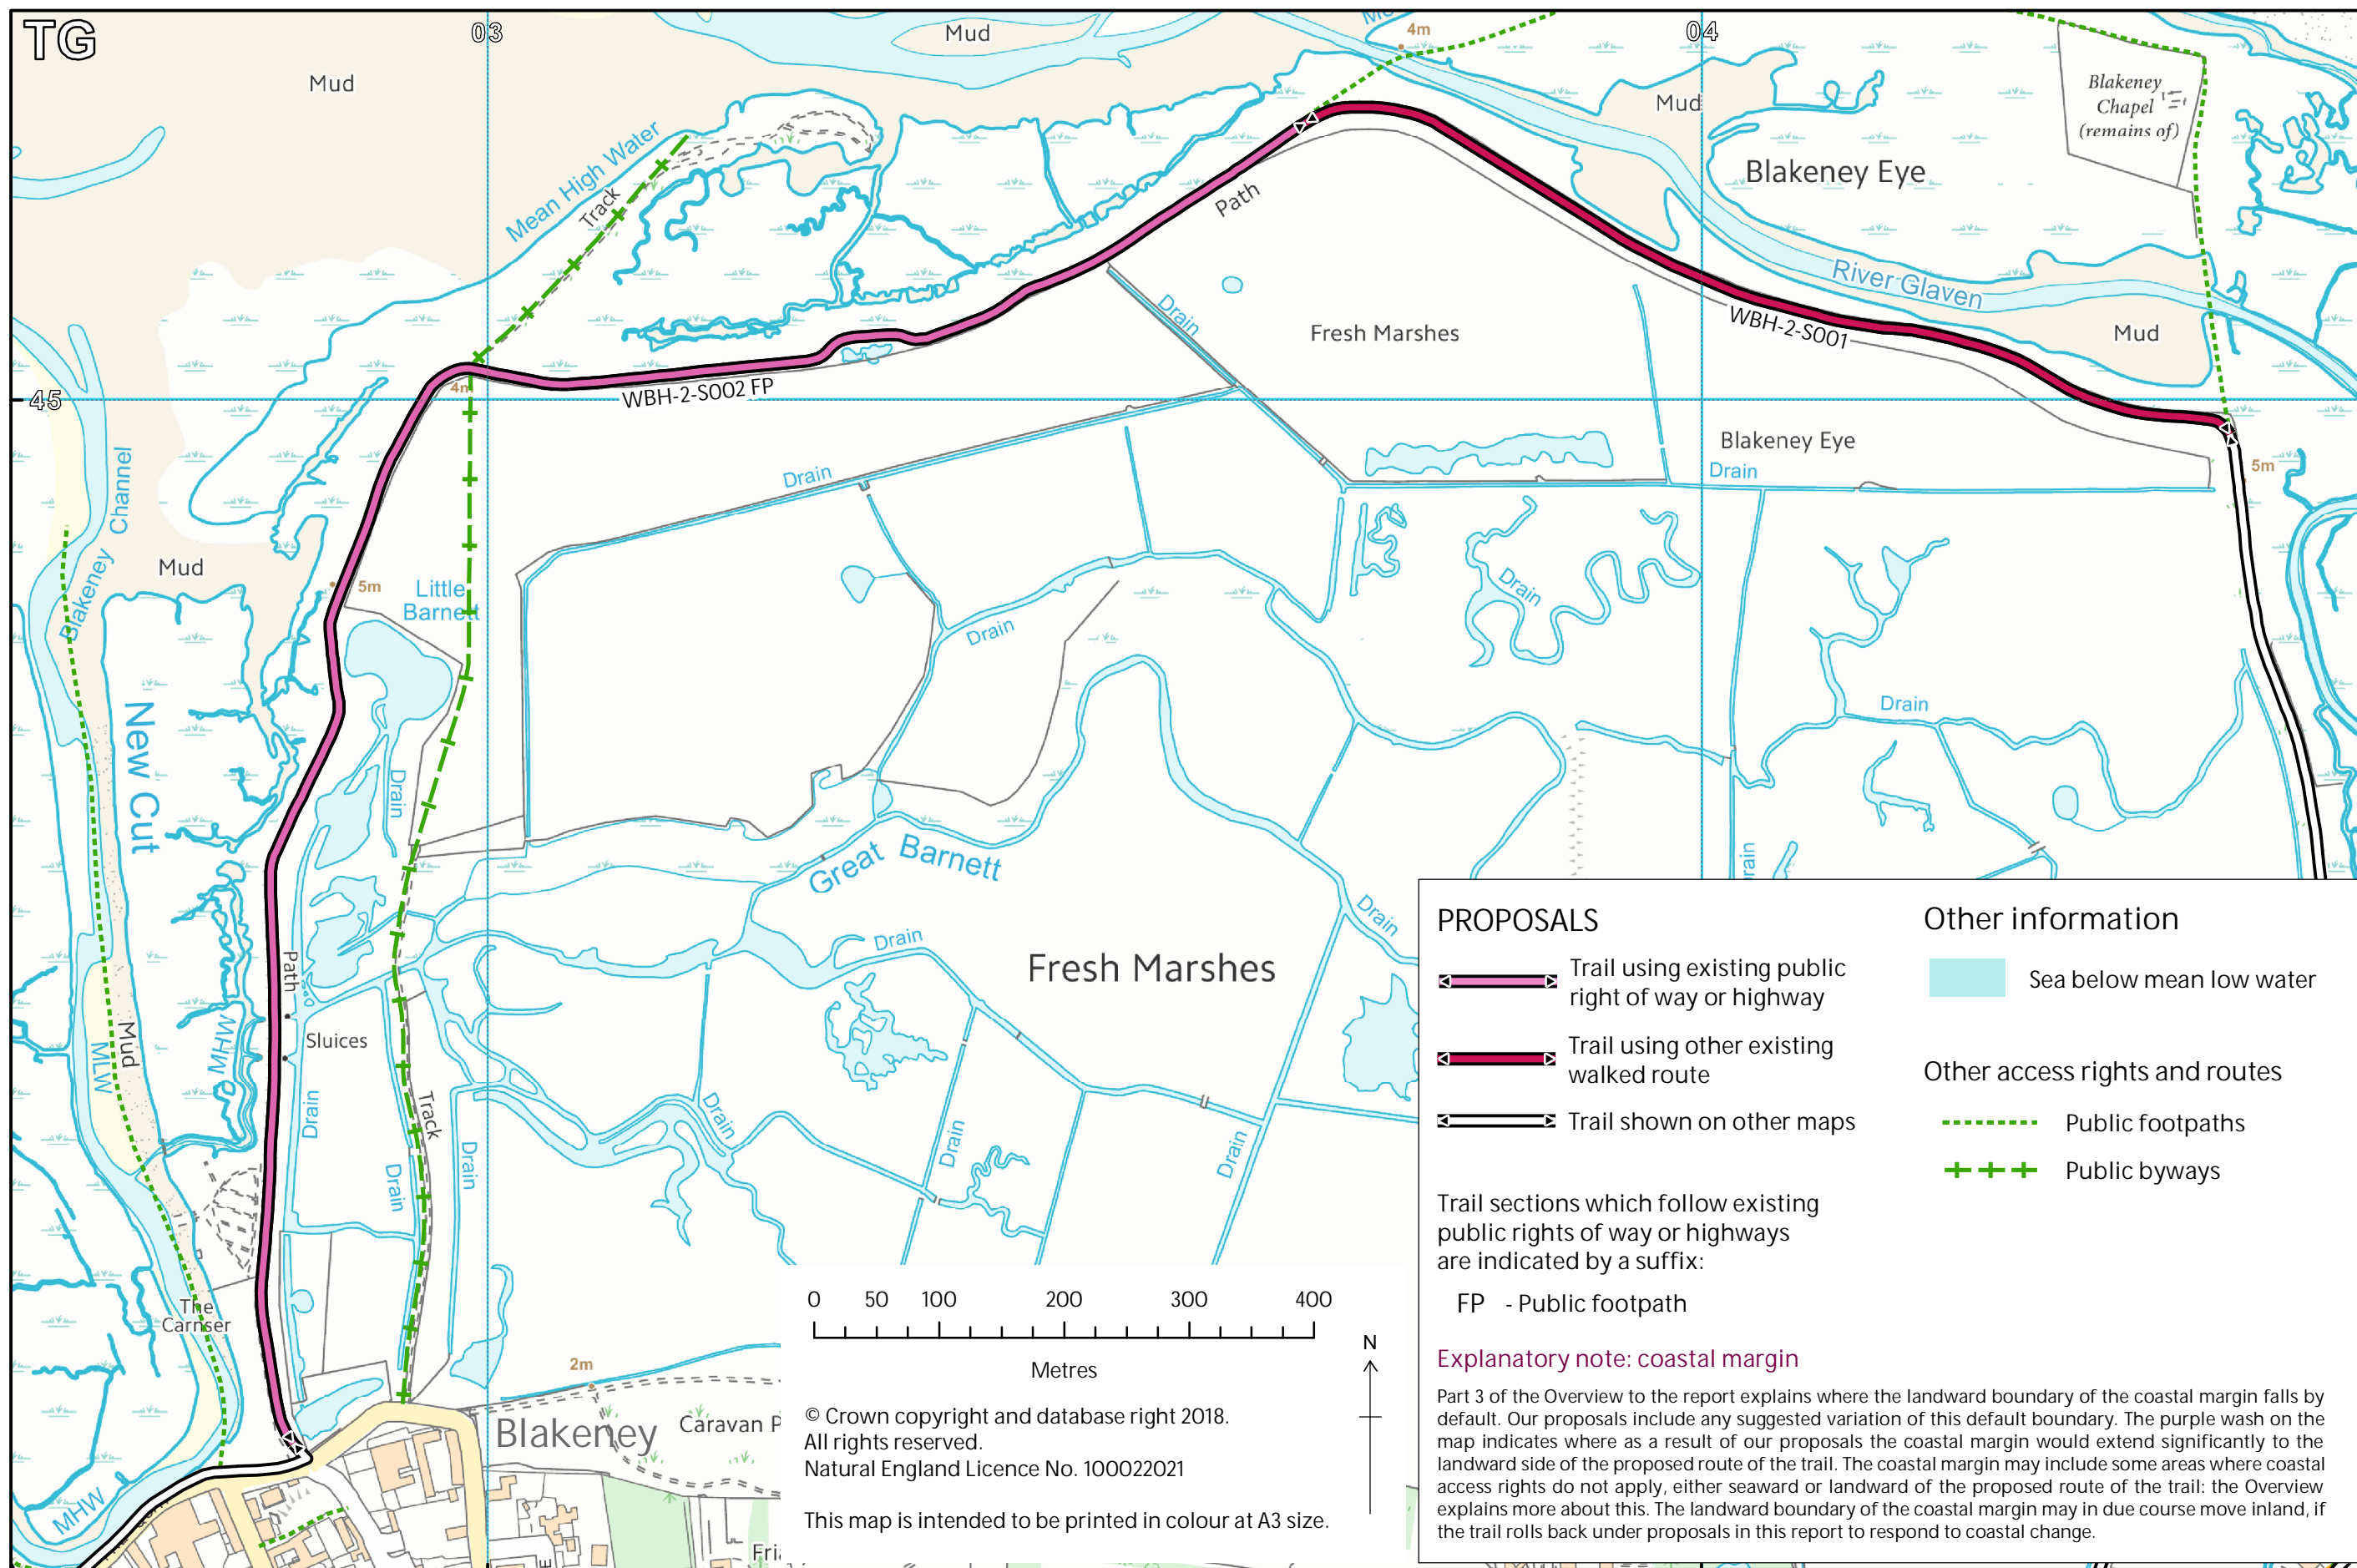 TG
03
04
Mud
Mud
4m
Mud
Blakeney
Chapel
(remains of)
Blakeney Eye
Mean High Water
Track
Path
River Glaven
Drain
Fresh Marshes
WBH-2-S001
Mud
45
4m
WBH-2-S002 FP
Blakeney Eye
Drain
5m
Drain
Blakeney Channel
Mud
5m
Little
Barnett
Drain
Drain
New Cut
Drain
Drain
Great Barnett
Drain
Drain
Path
Fresh Marshes
Mud
MLW
MHW
Sluices
Drain
Track
Drain
Drain
Drain
Drain
Drain
The
Carnser
2m
Blakeney
Caravan P
MHW
Fri
0 50 100 200 300 400
Metres
N
© Crown copyright and database right 2018.
All rights reserved.
Natural England Licence No. 100022021
This map is intended to be printed in colour at A3 size.
PROPOSALS
Trail using existing public
right of way or highway
Trail using other existing
walked route
Trail shown on other maps
Trail sections which follow existing
public rights of way or highways
are indicated by a suffix:
FP - Public footpath
Other information
Sea below mean low water
Other access rights and routes
Public footpaths
Public byways
Explanatory note: coastal margin
Part 3 of the Overview to the report explains where the landward boundary of the coastal margin falls by
default. Our proposals include any suggested variation of this default boundary. The purple wash on the
map indicates where as a result of our proposals the coastal margin would extend significantly to the
landward side of the proposed route of the trail. The coastal margin may include some areas where coastal
access rights do not apply, either seaward or landward of the proposed route of the trail: the Overview
explains more about this. The landward boundary of the coastal margin may in due course move inland, if
the trail rolls back under proposals in this report to respond to coastal change.